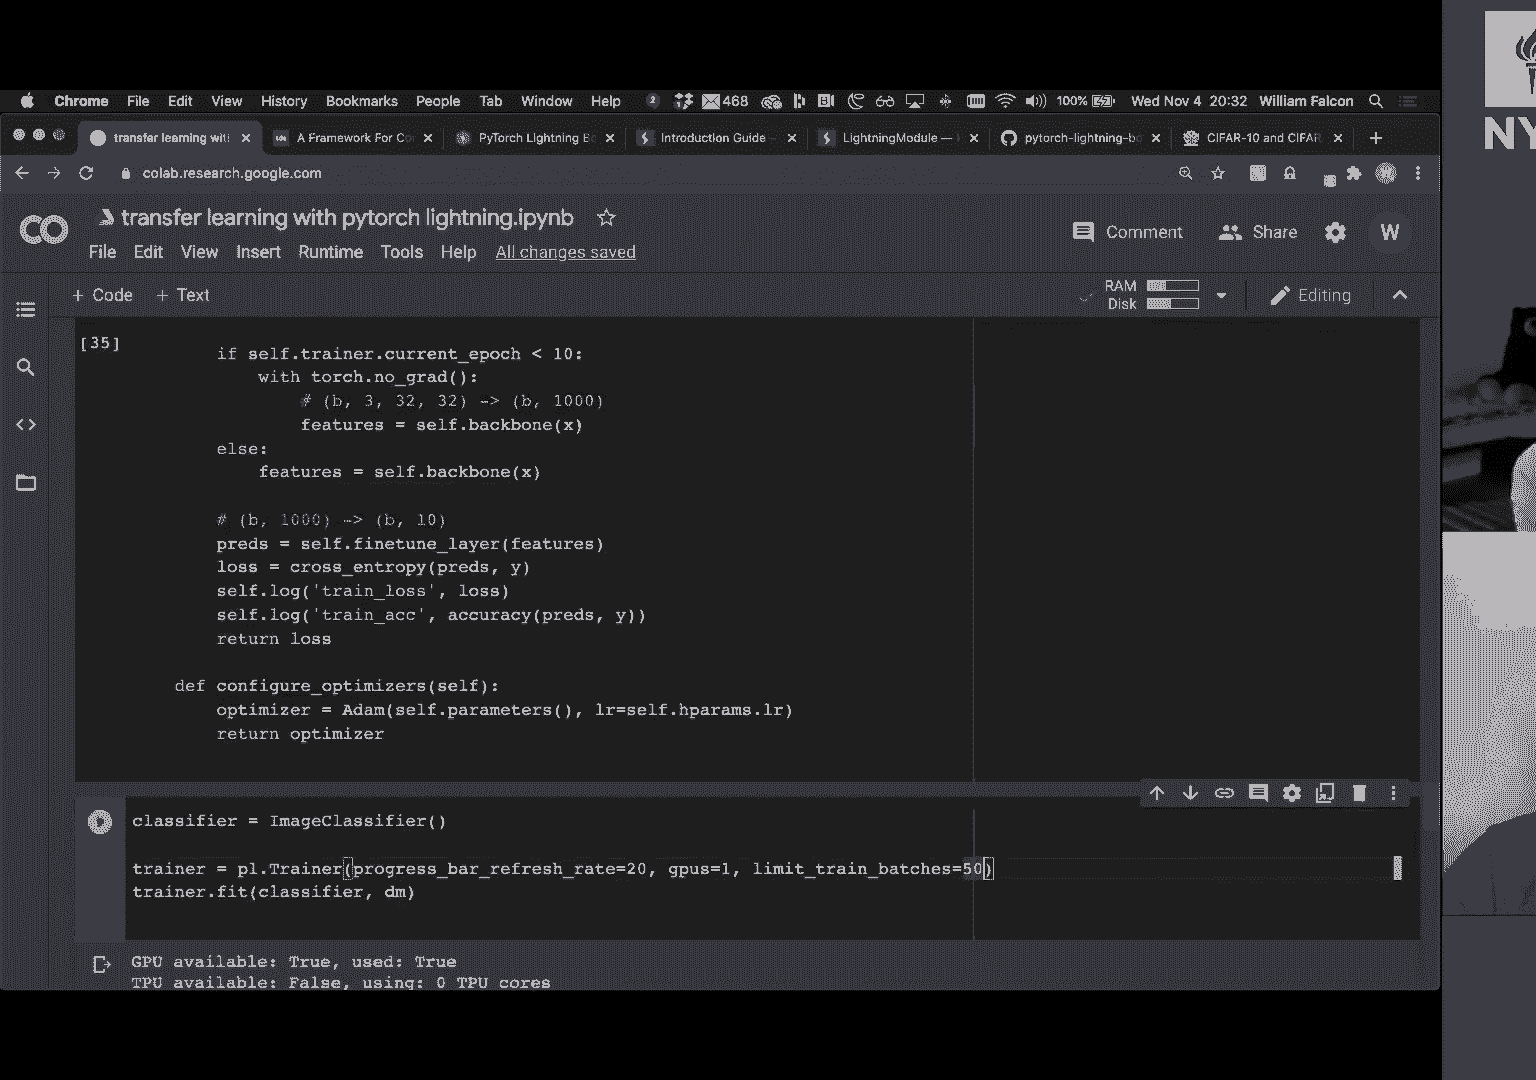 Chrome File Edit View History Bookmarks People Tab Window Help 2 468 100% Wed Nov 4 20:32 William Falcon
transfer learning wit A Framework For Co PyTorch Lightning B Introduction Guide LightningModule — pytorch-lightning-bo CIFAR-10 and CIFAR
colab.research.google.com
transfer learning with pytorch lightning.ipynb
File Edit View Insert Runtime Tools Help All changes saved
Comment Share W
+ Code + Text
RAM
Disk
Editing
[35]
if self.trainer.current_epoch < 10:
with torch.no_grad():
# (b, 3, 32, 32) -> (b, 1000)
features = self.backbone(x)
else:
features = self.backbone(x)
# (b, 1000) -> (b, 10)
preds = self.finetune_layer(features)
loss = cross_entropy(preds, y)
self.log('train_loss', loss)
self.log('train_acc', accuracy(preds, y))
return loss
def configure_optimizers(self):
optimizer = Adam(self.parameters(), lr=self.hparams.lr)
return optimizer
classifier = ImageClassifier()
trainer = pl.Trainer(progress_bar_refresh_rate=20, gpus=1, limit_train_batches=50)
trainer.fit(classifier, dm)
GPU available: True, used: True
TPU available: False, using: 0 TPU cores
NY